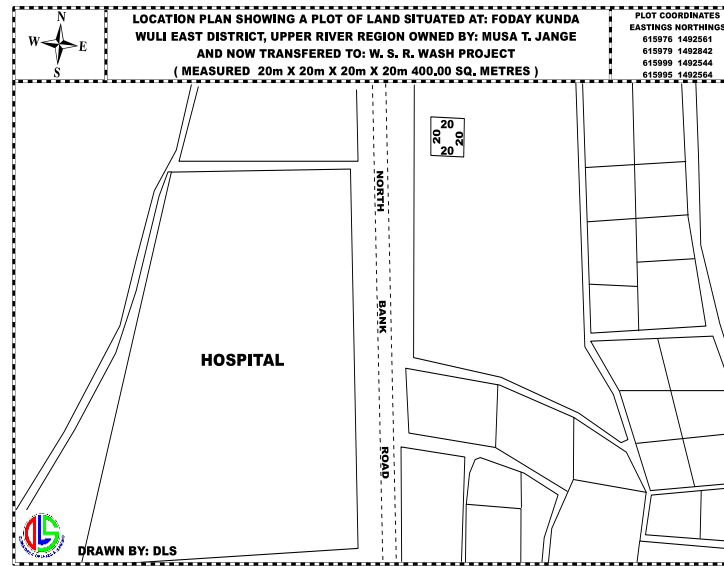 N
W E
S
LOCATION PLAN SHOWING A PLOT OF LAND SITUATED AT: FODAY KUNDA
WULI EAST DISTRICT, UPPER RIVER REGION OWNED BY: MUSA T. JANGE
AND NOW TRANSFERED TO: W. S. R. WASH PROJECT
( MEASURED 20m X 20m X 20m X 20m 400.00 SQ. METRES )
PLOT COORDINATES
EASTINGS NORTHINGS
615976 1492561
615979 1492842
615999 1492544
615995 1492564
20
20 20
20
NORTH
BANK
ROAD
HOSPITAL
DLS
DRAWN BY: DLS